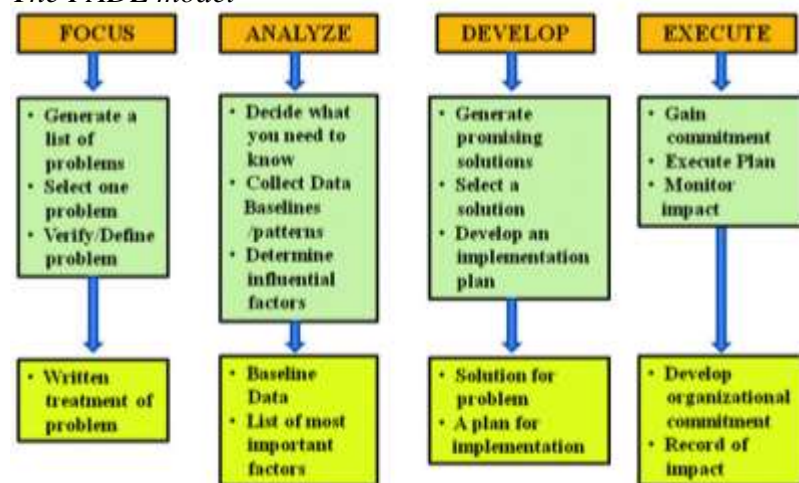 FOCUS
• Generate a
list of
problems
• Select one
problem
• Verify/Define
problem
• Written
treatment of
problem
ANALYZE
• Decide what
you need to
know
• Collect Data
Baselines
/patterns
• Determine
influential
factors
• Baseline
Data
• List of most
important
factors
DEVELOP
• Generate
promising
solutions
• Select a
solution
• Develop an
implementation
plan
• Solution for
problem
• A plan for
implementation
EXECUTE
• Gain
commitment
• Execute Plan
• Monitor
impact
• Develop
organizational
commitment
• Record of
impact